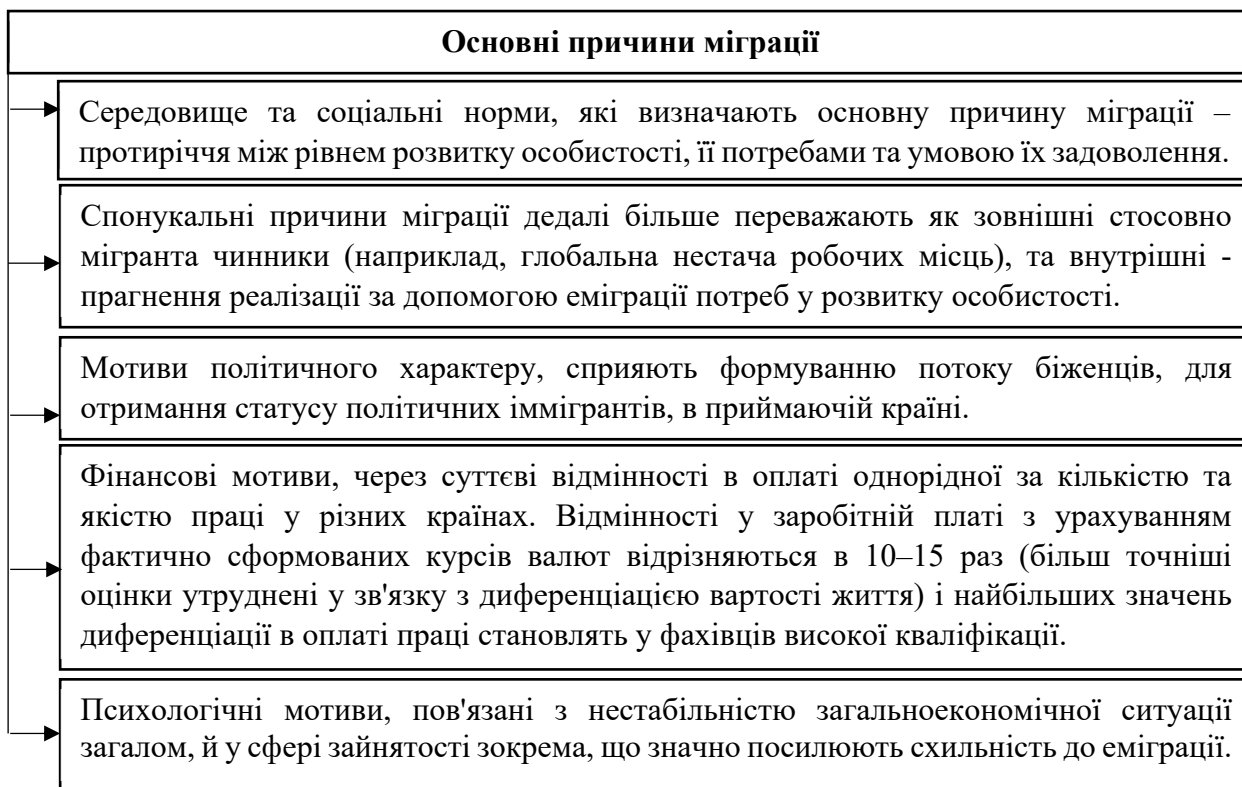 Основні причини міграції
Середовище та соціальні норми, які визначають основну причину міграції –
протиріччя між рівнем розвитку особистості, її потребами та умовою їх задоволення.
Спонукальні причини міграції дедалі більше переважають як зовнішні стосовно
мігранта чинники (наприклад, глобальна нестача робочих місць), та внутрішні -
прагнення реалізації за допомогою еміграції потреб у розвитку особистості.
Мотиви політичного характеру, сприяють формуванню потоку біженців, для
отримання статусу політичних іммігрантів, в приймаючій країні.
Фінансові мотиви, через суттєві відмінності в оплаті однорідної за кількістю та
якістю праці у різних країнах. Відмінності у заробітній платі з урахуванням
фактично сформованих курсів валют відрізняються в 10–15 раз (більш точніші
оцінки утруднені у зв'язку з диференціацією вартості життя) і найбільших значень
диференціації в оплаті праці становлять у фахівців високої кваліфікації.
Психологічні мотиви, пов'язані з нестабільністю загальноекономічної ситуації
загалом, й у сфері зайнятості зокрема, що значно посилюють схильність до еміграції.